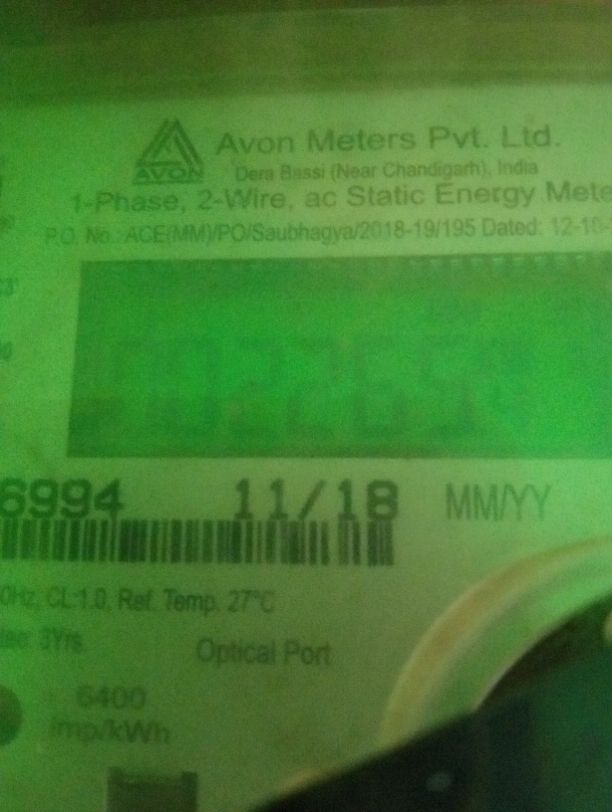 Avon Meters Pvt. Ltd.
AVON
Dera Bassi (Near Chandigarh), India
1-Phase, 2-Wire, ac Static Energy Mete
P.O. No.: ACE(MM)/PO/Saubhagya/2018-19/195 Dated: 12-10-
6994 11/18 MM/YY
0Hz, CL:1.0, Ref. Temp. 27°C
3Yrs. Optical Port
6400
imp/kWh